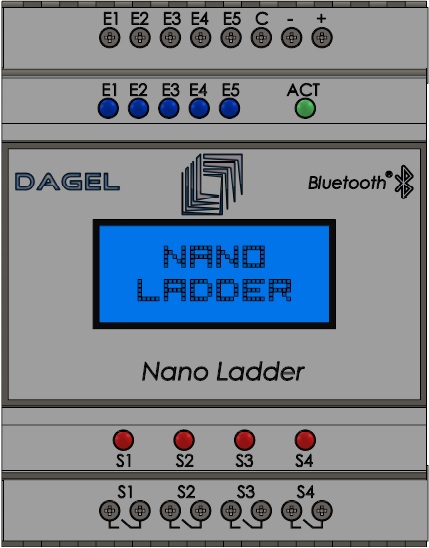 E1 E2 E3 E4 E5 C - +
E1 E2 E3 E4 E5 ACT
DAGEL
Bluetooth®
NANO
LADDER
Nano Ladder
S1 S2 S3 S4
S1 S2 S3 S4